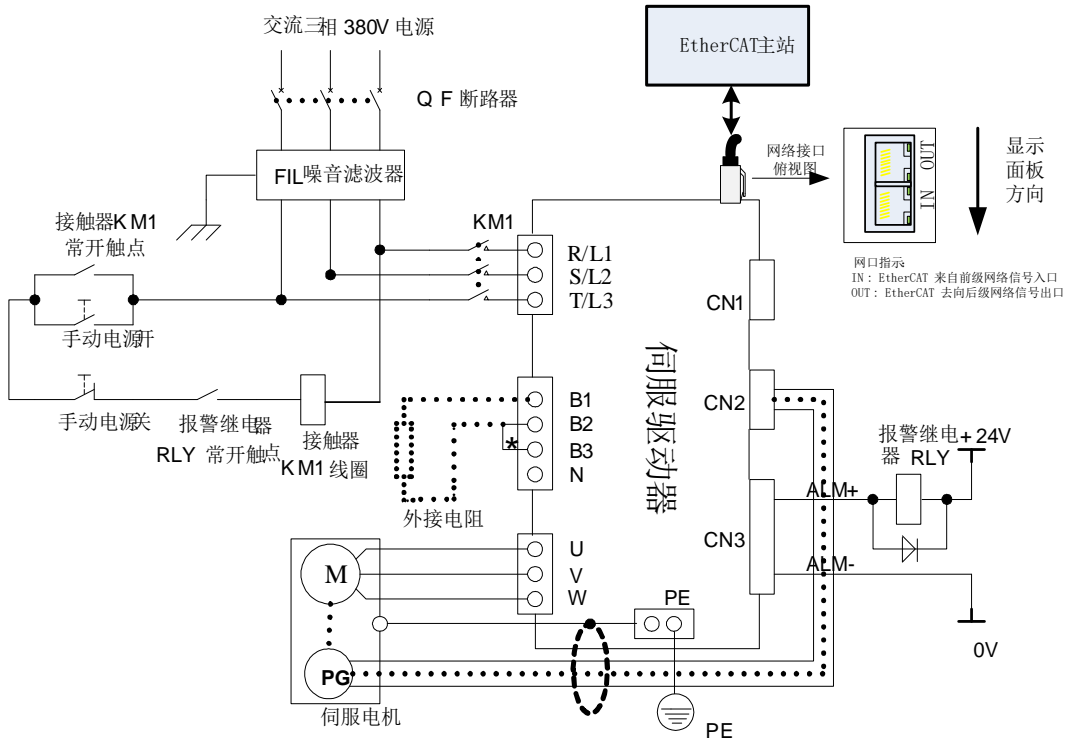 交流三相 380V 电源
EtherCAT主站
Q F 断路器
网络接口
俯视图
OUT
IN
显示
面板
方向
FIL噪音滤波器
接触器KM1
常开触点
KM1
R/L1
S/L2
T/L3
网口指示
IN : EtherCAT 来自前级网络信号入口
OUT : EtherCAT 去向后级网络信号出口
CN1
手动电源开
伺服驱动器
手动电源关
报警继电器
RLY 常开触点
接触器
KM1 线圈
B1
B2
*
B3
N
CN2
外接电阻
报警继电
器 RLY
+ 24V
ALM+
CN3
ALM-
U
V
W
M
PE
0V
PG
伺服电机
PE